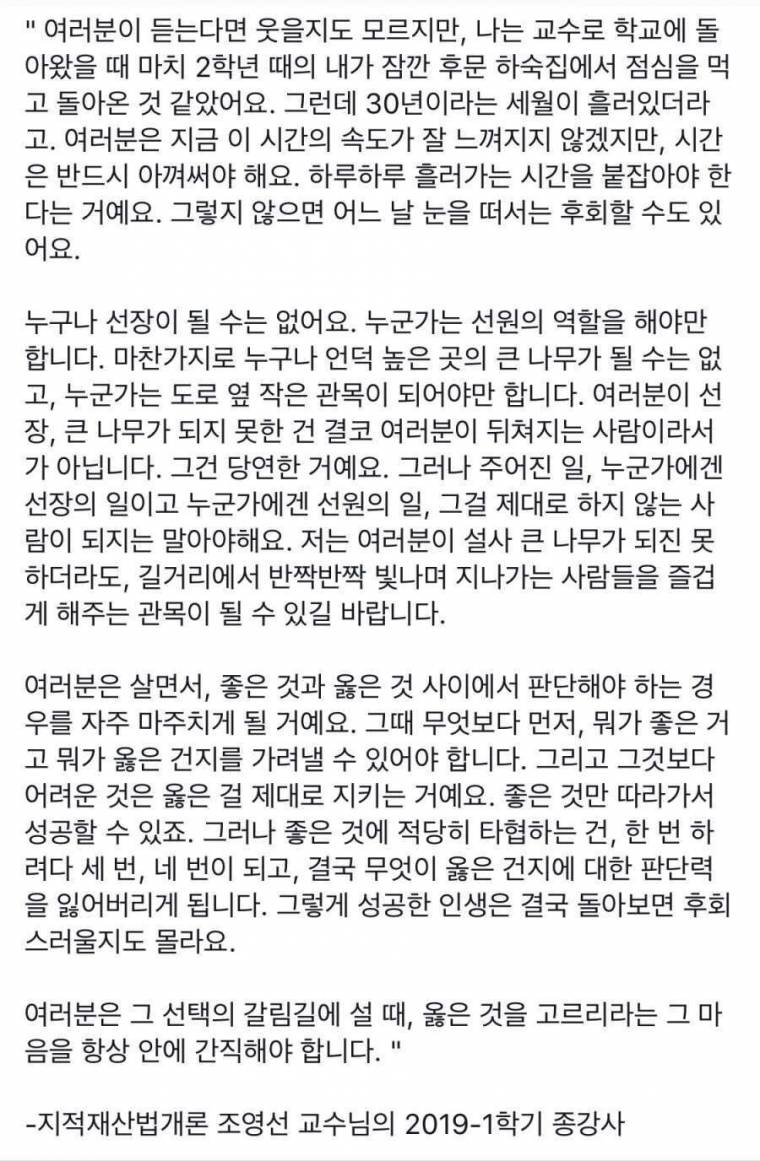 " 여러분이 듣는다면 웃을지도 모르지만, 나는 교수로 학교에 돌
아왔을 때 마치 2학년 때의 내가 잠깐 후문 하숙집에서 점심을 먹
고 돌아온 것 같았어요. 그런데 30년이라는 세월이 흘러있더라
고. 여러분은 지금 이 시간의 속도가 잘 느껴지지 않겠지만, 시간
은 반드시 아껴써야 해요. 하루하루 흘러가는 시간을 붙잡아야 한
다는 거예요. 그렇지 않으면 어느 날 눈을 떠서는 후회할 수도 있
어요.
누구나 선장이 될 수는 없어요. 누군가는 선원의 역할을 해야만
합니다. 마찬가지로 누구나 언덕 높은 곳의 큰 나무가 될 수는 없
고, 누군가는 도로 옆 작은 관목이 되어야만 합니다. 여러분이 선
장, 큰 나무가 되지 못한 건 결코 여러분이 뒤쳐지는 사람이라서
가 아닙니다. 그건 당연한 거예요. 그러나 주어진 일, 누군가에겐
선장의 일이고 누군가에겐 선원의 일, 그걸 제대로 하지 않는 사
람이 되지는 말아야해요. 저는 여러분이 설사 큰 나무가 되진 못
하더라도, 길거리에서 반짝반짝 빛나며 지나가는 사람들을 즐겁
게 해주는 관목이 될 수 있길 바랍니다.
여러분은 살면서, 좋은 것과 옳은 것 사이에서 판단해야 하는 경
우를 자주 마주치게 될 거예요. 그때 무엇보다 먼저, 뭐가 좋은 거
고 뭐가 옳은 건지를 가려낼 수 있어야 합니다. 그리고 그것보다
어려운 것은 옳은 걸 제대로 지키는 거예요. 좋은 것만 따라가서
성공할 수 있죠. 그러나 좋은 것에 적당히 타협하는 건, 한 번 하
려다 세 번, 네 번이 되고, 결국 무엇이 옳은 건지에 대한 판단력
을 잃어버리게 됩니다. 그렇게 성공한 인생은 결국 돌아보면 후회
스러울지도 몰라요.
여러분은 그 선택의 갈림길에 설 때, 옳은 것을 고르리라는 그 마
음을 항상 안에 간직해야 합니다. "
-지적재산법개론 조영선 교수님의 2019-1학기 종강사